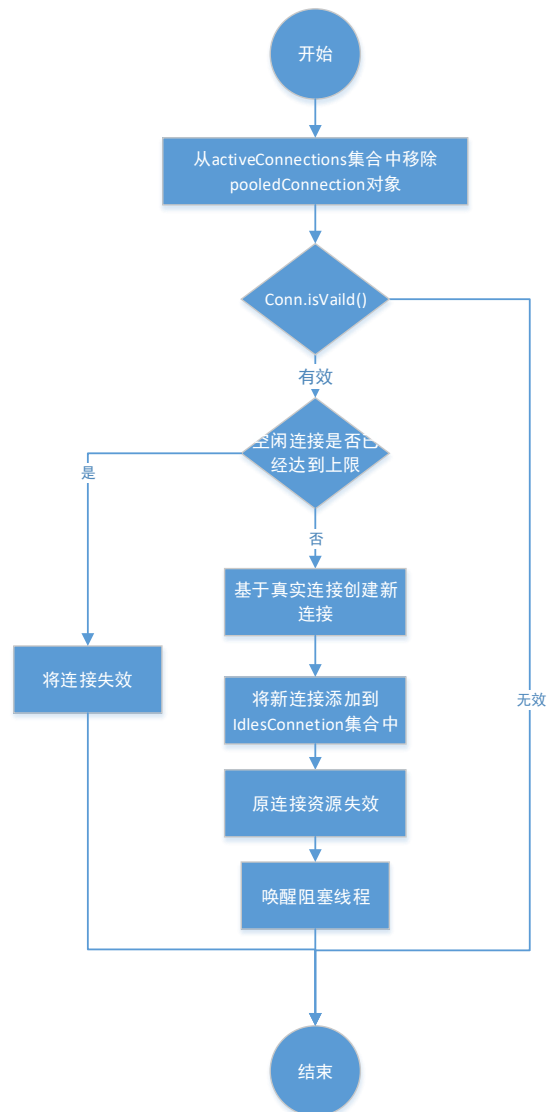 开始
从activeConnections集合中移除
pooledConnection对象
Conn.isVaild()
有效
空闲连接是否已
经达到上限
是
否
基于真实连接创建新
连接
将连接失效
将新连接添加到
IdlesConnetion集合中
无效
原连接资源失效
唤醒阻塞线程
结束